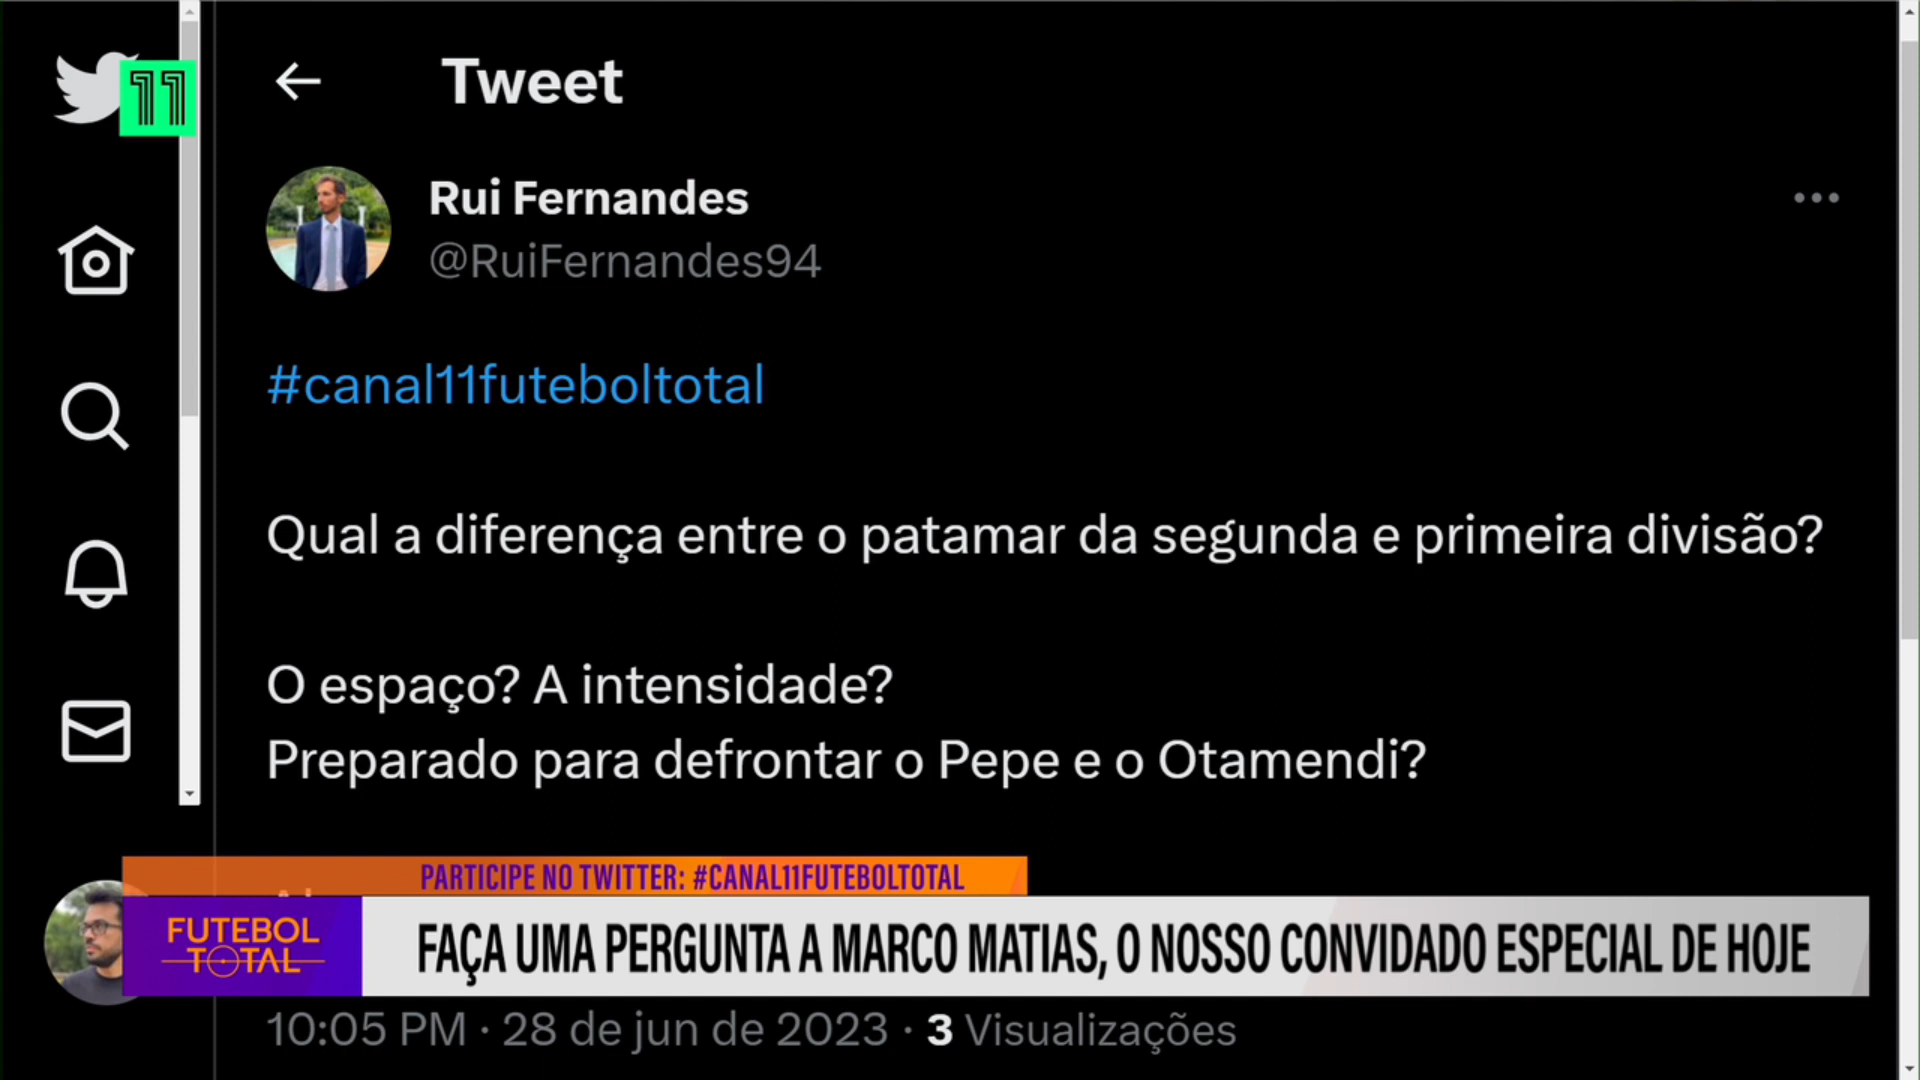 11
Tweet
Rui Fernandes
@RuiFernandes94
#canal11futeboltotal
Qual a diferença entre o patamar da segunda e primeira divisão?
O espaço? A intensidade?
Preparado para defrontar o Pepe e o Otamendi?
PARTICIPE NO TWITTER: #CANAL11FUTEBOLTOTAL
FUTEBOL
TOTAL
FAÇA UMA PERGUNTA A MARCO MATIAS, O NOSSO CONVIDADO ESPECIAL DE HOJE
10:05 PM · 28 de jun de 2023 · 3 Visualizações